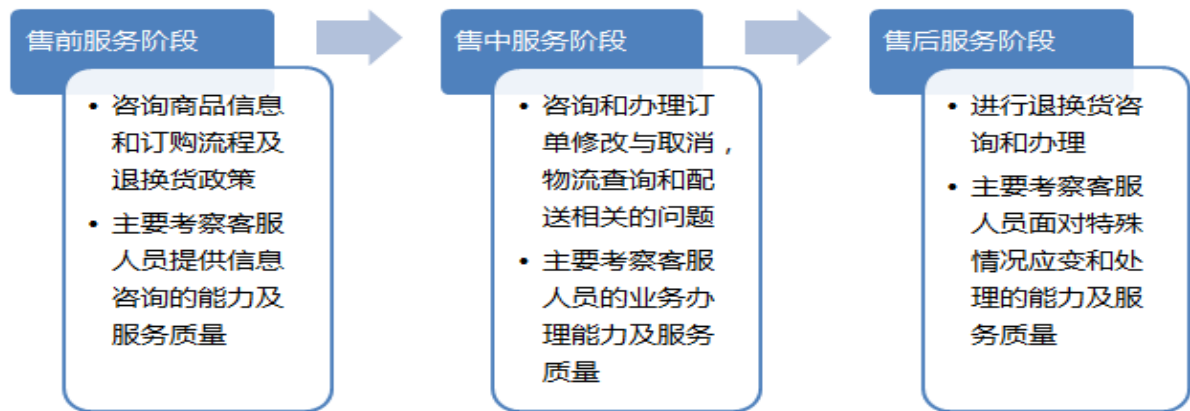 售前服务阶段
• 咨询商品信息
和订购流程及
退换货政策
• 主要考察客服
人员提供信息
咨询的能力及
服务质量
售中服务阶段
• 咨询和办理订
单修改与取消，
物流查询和配
送相关的问题
• 主要考察客服
人员的业务办
理能力及服务
质量
售后服务阶段
• 进行退换货咨
询和办理
• 主要考察客服
人员面对特殊
情况应变和处
理的能力及服
务质量